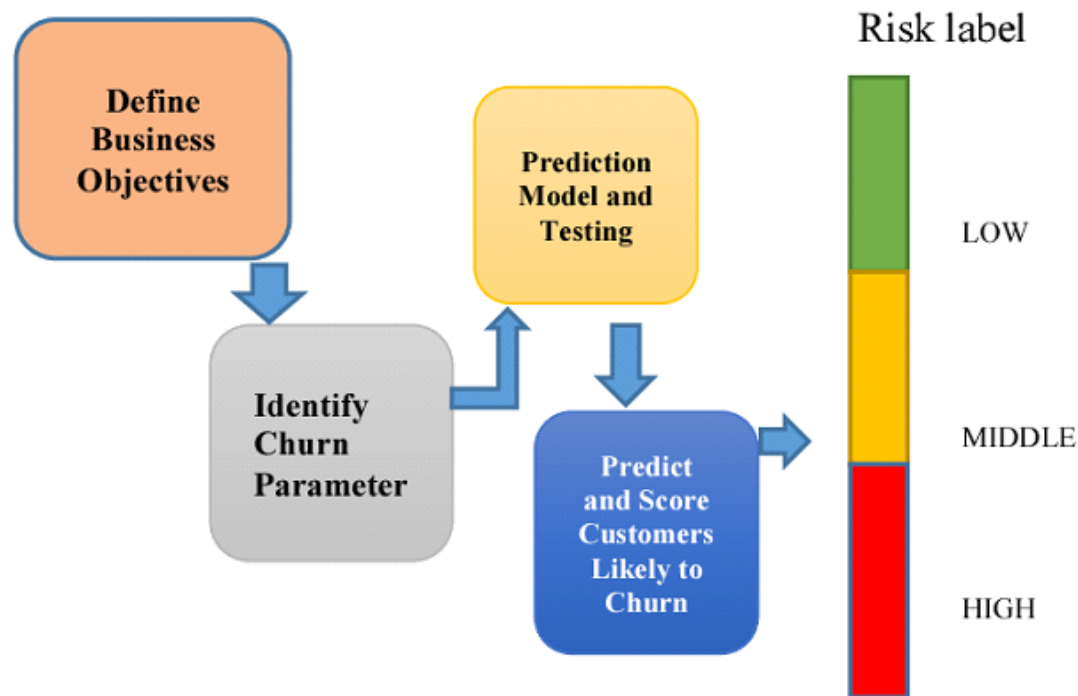 Define
Business
Objectives
Identify
Churn
Parameter
Prediction
Model and
Testing
Predict
and Score
Customers
Likely to
Churn
Risk label
LOW
MIDDLE
HIGH